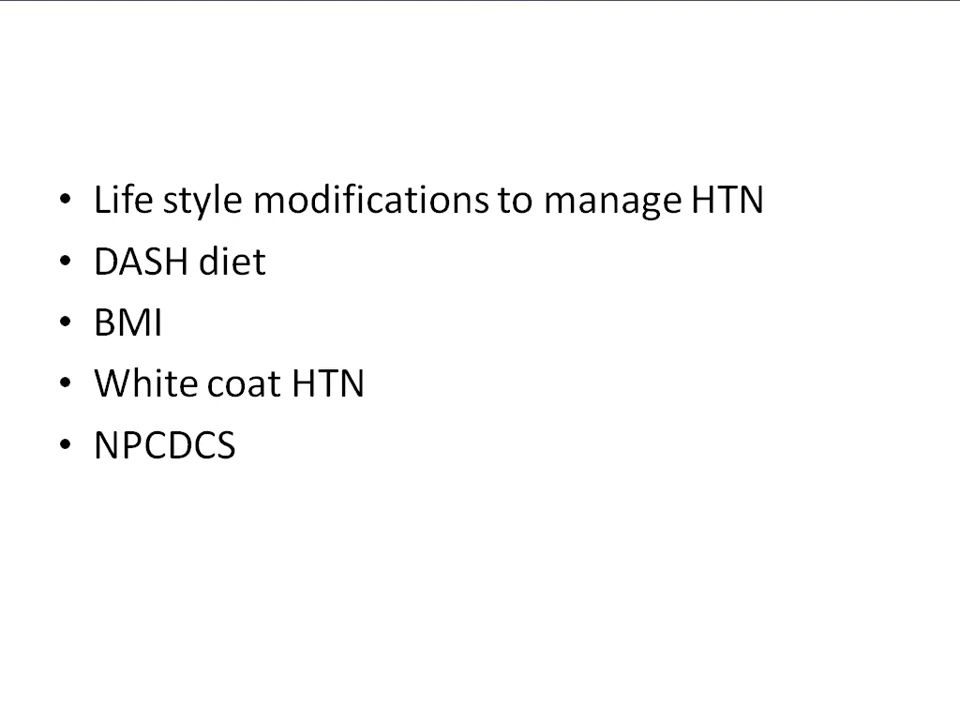 • Life style modifications to manage HTN
• DASH diet
• BMI
• White coat HTN
• NPCDCS